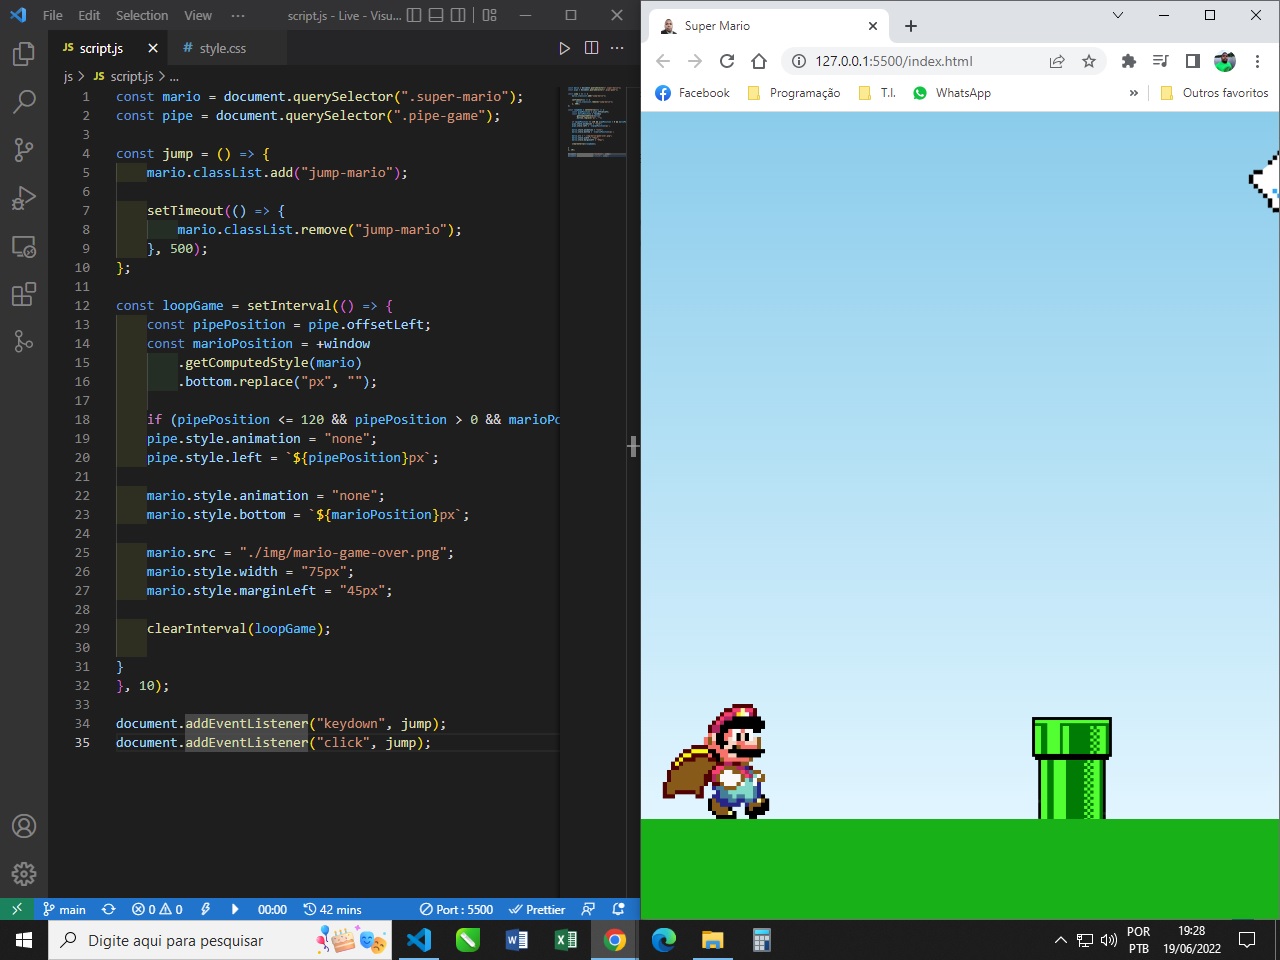 File Edit Selection View ··· script.js - Live - Visu...
JS script.js
# style.css
js > JS script.js > ...
1 const mario = document.querySelector(".super-mario");
2 const pipe = document.querySelector(".pipe-game");
3
4 const jump = () => {
5 mario.classList.add("jump-mario");
6
7 setTimeout(() => {
8 mario.classList.remove("jump-mario");
9 }, 500);
10 };
11
12 const loopGame = setInterval(() => {
13 const pipePosition = pipe.offsetLeft;
14 const marioPosition = +window
15 .getComputedStyle(mario)
16 .bottom.replace("px", "");
17
18 if (pipePosition <= 120 && pipePosition > 0 && marioPo
19 pipe.style.animation = "none";
20 pipe.style.left = `${pipePosition}px`;
21
22 mario.style.animation = "none";
23 mario.style.bottom = `${marioPosition}px`;
24
25 mario.src = "./img/mario-game-over.png";
26 mario.style.width = "75px";
27 mario.style.marginLeft = "45px";
28
29 clearInterval(loopGame);
30
31 }
32 }, 10);
33
34 document.addEventListener("keydown", jump);
35 document.addEventListener("click", jump);
main 0 0 00:00 42 mins Port : 5500 Prettier
Super Mario
127.0.0.1:5500/index.html
Facebook Programação T.I. WhatsApp » Outros favoritos
Digite aqui para pesquisar
POR
PTB
19:28
19/06/2022